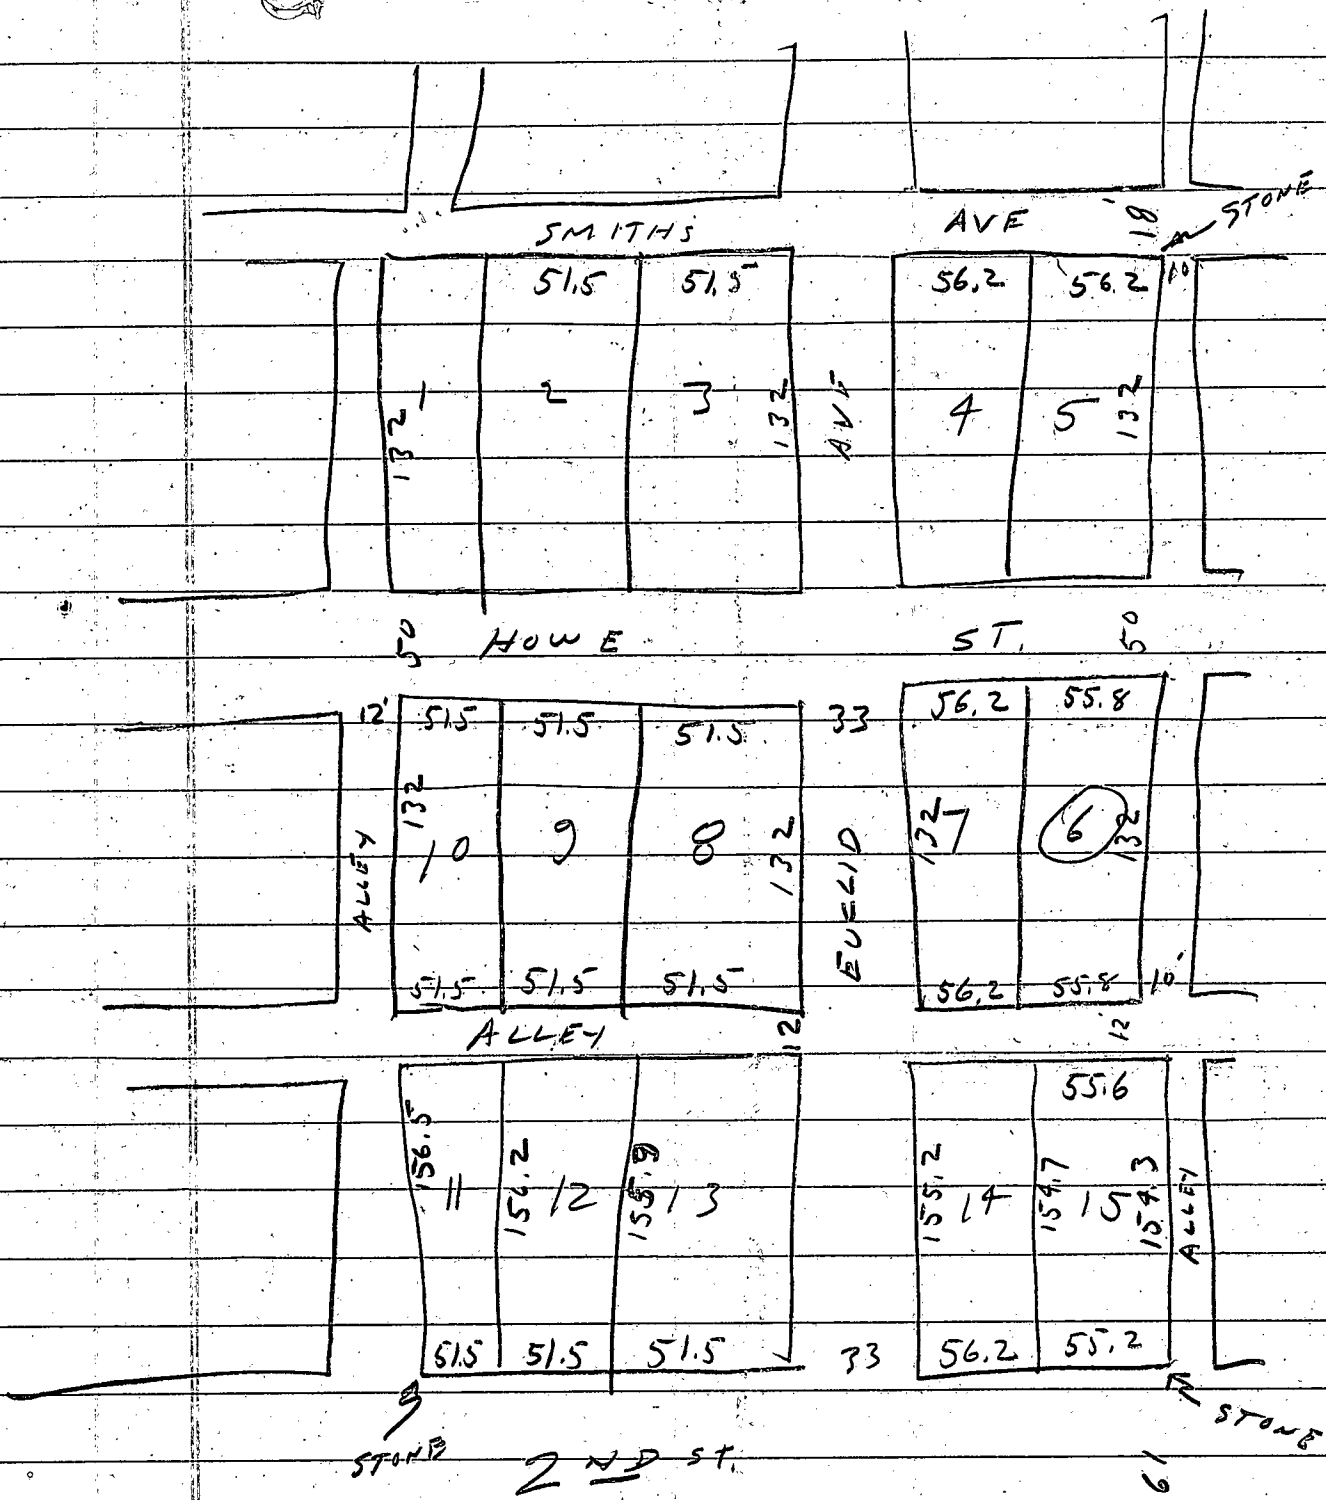 SMITHS AVE 18 STONE
51.5 51.5 56.2 56.2 10'
1 2 3 4 5
132 132 AVE 132
50 HOWE ST. 50
12' 51.5 51.5 51.5 33 56.2 55.8
132 132 132 132
ALLEY 10 9 8 EUCLID 7 6
51.5 51.5 51.5 56.2 55.8 10'
ALLEY 12 12
55.6
156.5 156.2 155.9 155.2 154.7 154.3 ALLEY
11 12 13 14 15
51.5 51.5 51.5 33 56.2 55.2
STONE STONE
2ND ST. 61